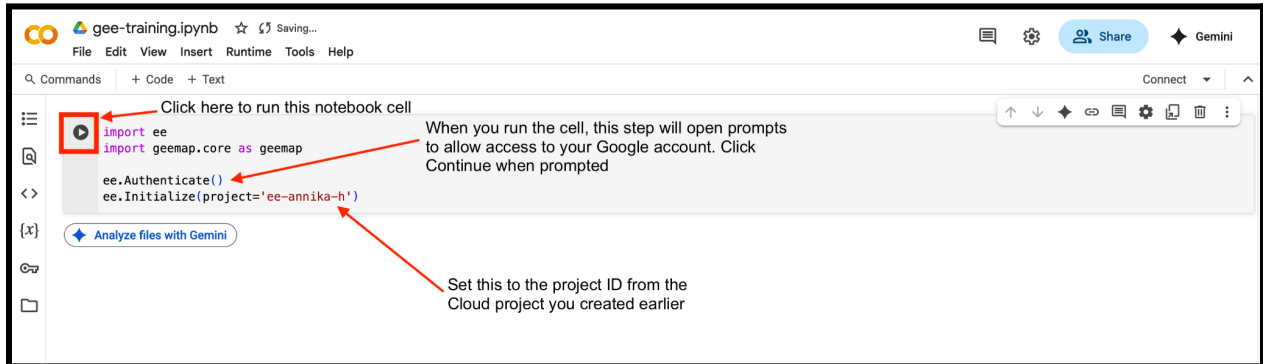 gee-training.ipynb Saving...
File Edit View Insert Runtime Tools Help
Share
Gemini
Commands + Code + Text
Connect
Click here to run this notebook cell
import ee
import geemap.core as geemap
ee.Authenticate()
ee.Initialize(project='ee-annika-h')
When you run the cell, this step will open prompts
to allow access to your Google account. Click
Continue when prompted
{x}
Analyze files with Gemini
Set this to the project ID from the
Cloud project you created earlier